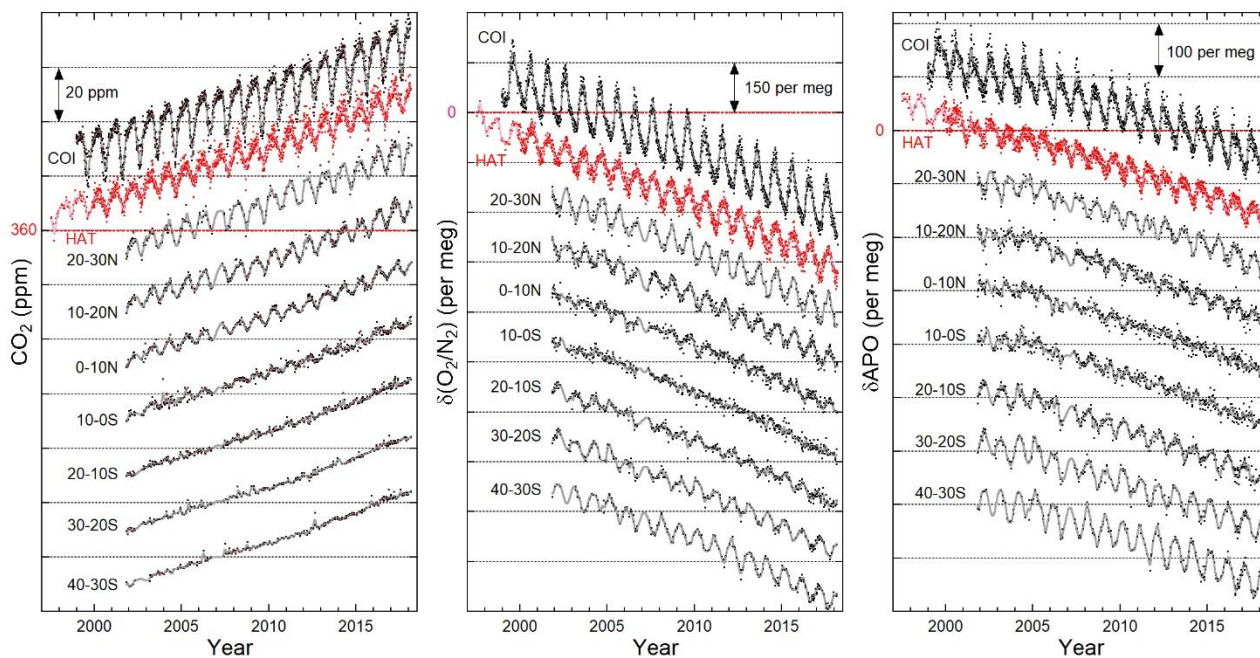 CO2 (ppm)
20 ppm
COI
360
HAT
20-30N
10-20N
0-10N
10-0S
20-10S
30-20S
40-30S
2000 2005 2010 2015
Year
δ(O2/N2) (per meg)
COI
150 per meg
0
HAT
20-30N
10-20N
0-10N
10-0S
20-10S
30-20S
40-30S
2000 2005 2010 2015
Year
δAPO (per meg)
COI
100 per meg
0
HAT
20-30N
10-20N
0-10N
10-0S
20-10S
30-20S
40-30S
2000 2005 2010 2015
Year